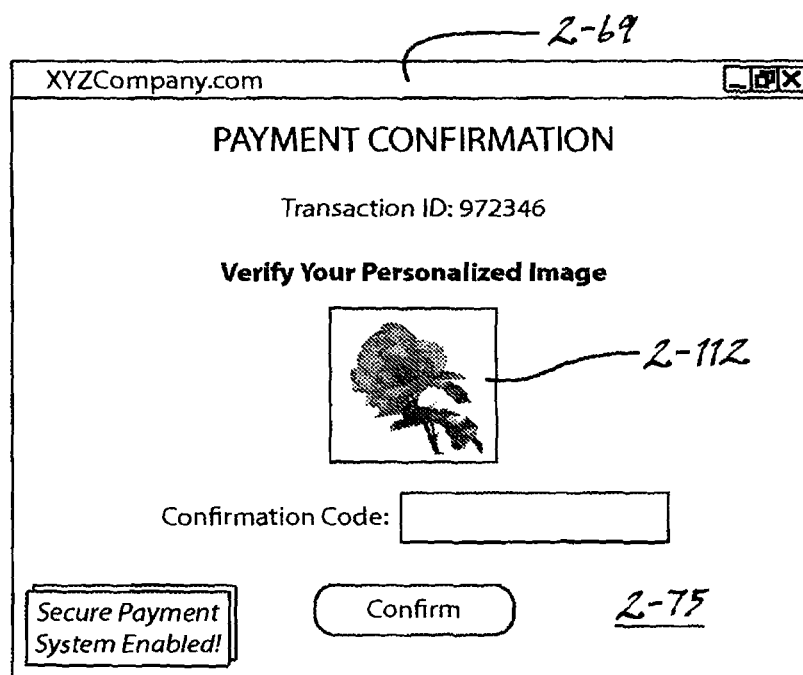 2-69
XYZCompany.com
PAYMENT CONFIRMATION
Transaction ID: 972346
Verify Your Personalized Image
2-112
Confirmation Code:
Secure Payment
System Enabled!
Confirm
2-75